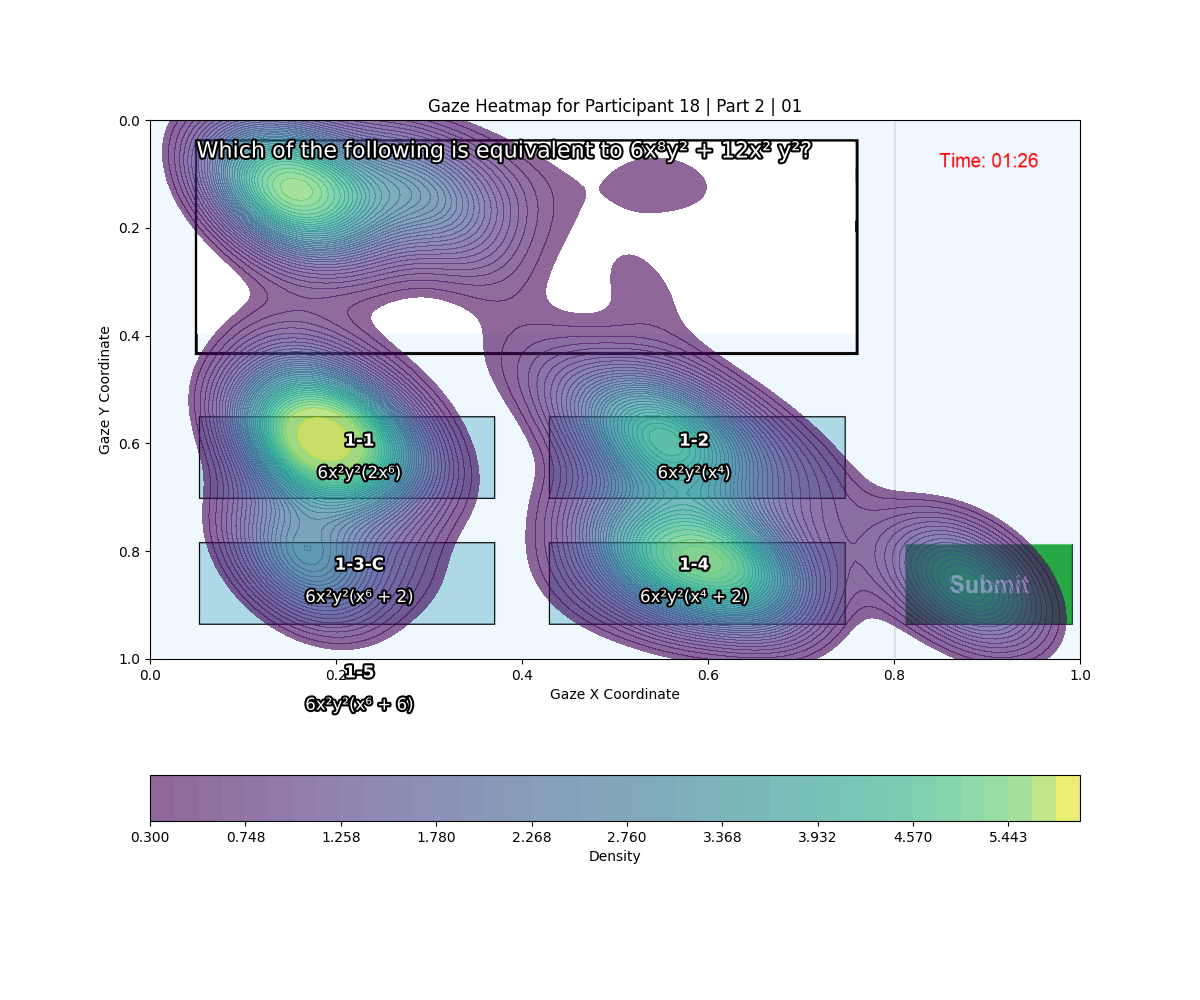 Gaze Heatmap for Participant 18 | Part 2 | 01
Which of the following is equivalent to 6x⁸y² + 12x² y²?
Time: 01:26
Gaze Y Coordinate
0.0
0.2
0.4
0.6
0.8
1.0
1-1
6x²y²(2x⁶)
1-2
6x²y²(x⁴)
1-3-C
6x²y²(x⁶ + 2)
1-4
6x²y²(x⁴ + 2)
Submit
0.0
0.2
0.4
0.6
0.8
1.0
1-5
6x²y²(x⁶ + 6)
Gaze X Coordinate
0.300
0.748
1.258
1.780
2.268
2.760
3.368
3.932
4.570
5.443
Density